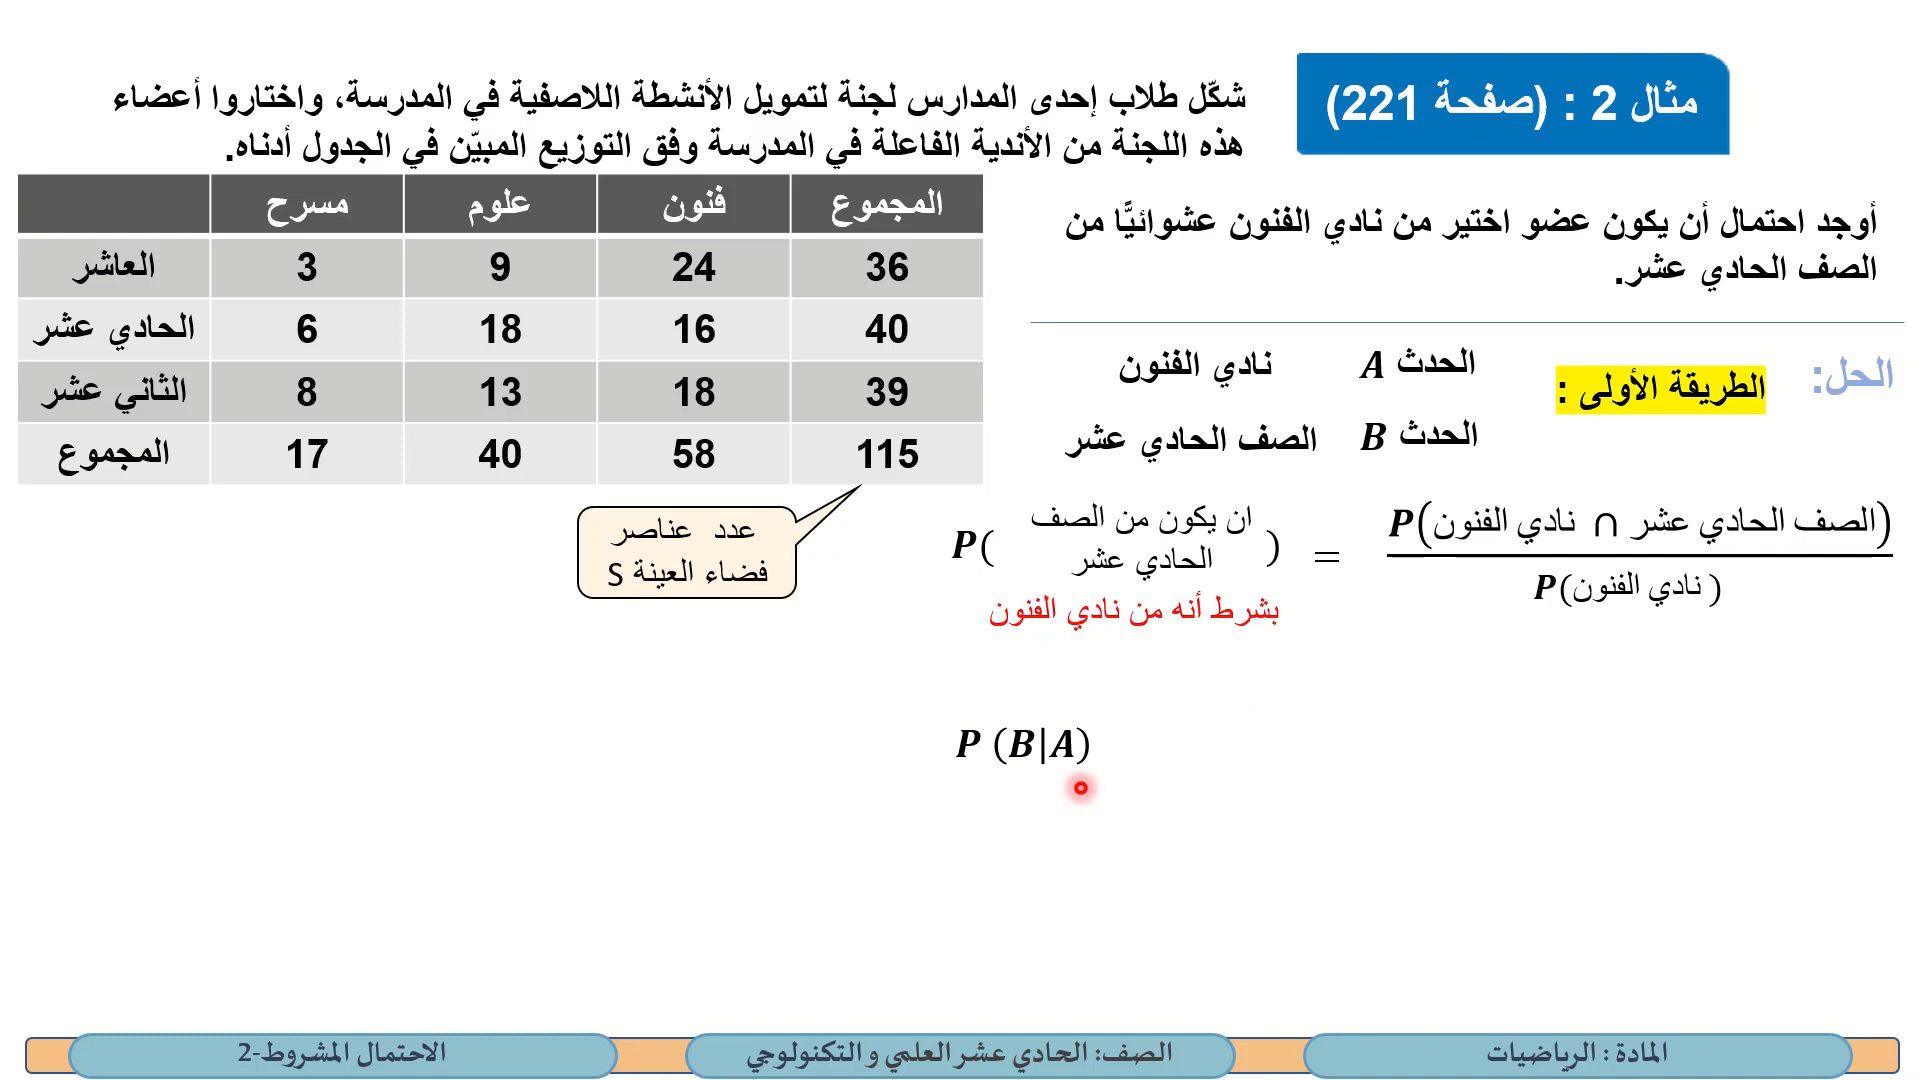 مثال 2 : (صفحة 221)
شكّل طلاب إحدى المدارس لجنة لتمويل الأنشطة اللاصفية في المدرسة، واختاروا أعضاء
هذه اللجنة من الأندية الفاعلة في المدرسة وفق التوزيع المبيّن في الجدول أدناه.
مسرح علوم فنون المجموع
العاشر 3 9 24 36
الحادي عشر 6 18 16 40
الثاني عشر 8 13 18 39
المجموع 17 40 58 115
عدد عناصر
فضاء العينة S
أوجد احتمال أن يكون عضو اختير من نادي الفنون عشوائيًّا من
الصف الحادي عشر.
الحل:
الطريقة الأولى :
الحدث A نادي الفنون
الحدث B الصف الحادي عشر
P( ان يكون من الصف
الحادي عشر )
بشرط أنه من نادي الفنون
=
P(الصف الحادي عشر ∩ نادي الفنون)
P(نادي الفنون )
P (B|A)
المادة : الرياضيات
الصف: الحادي عشر العلمي و التكنولوجي
الاحتمال المشروط-2